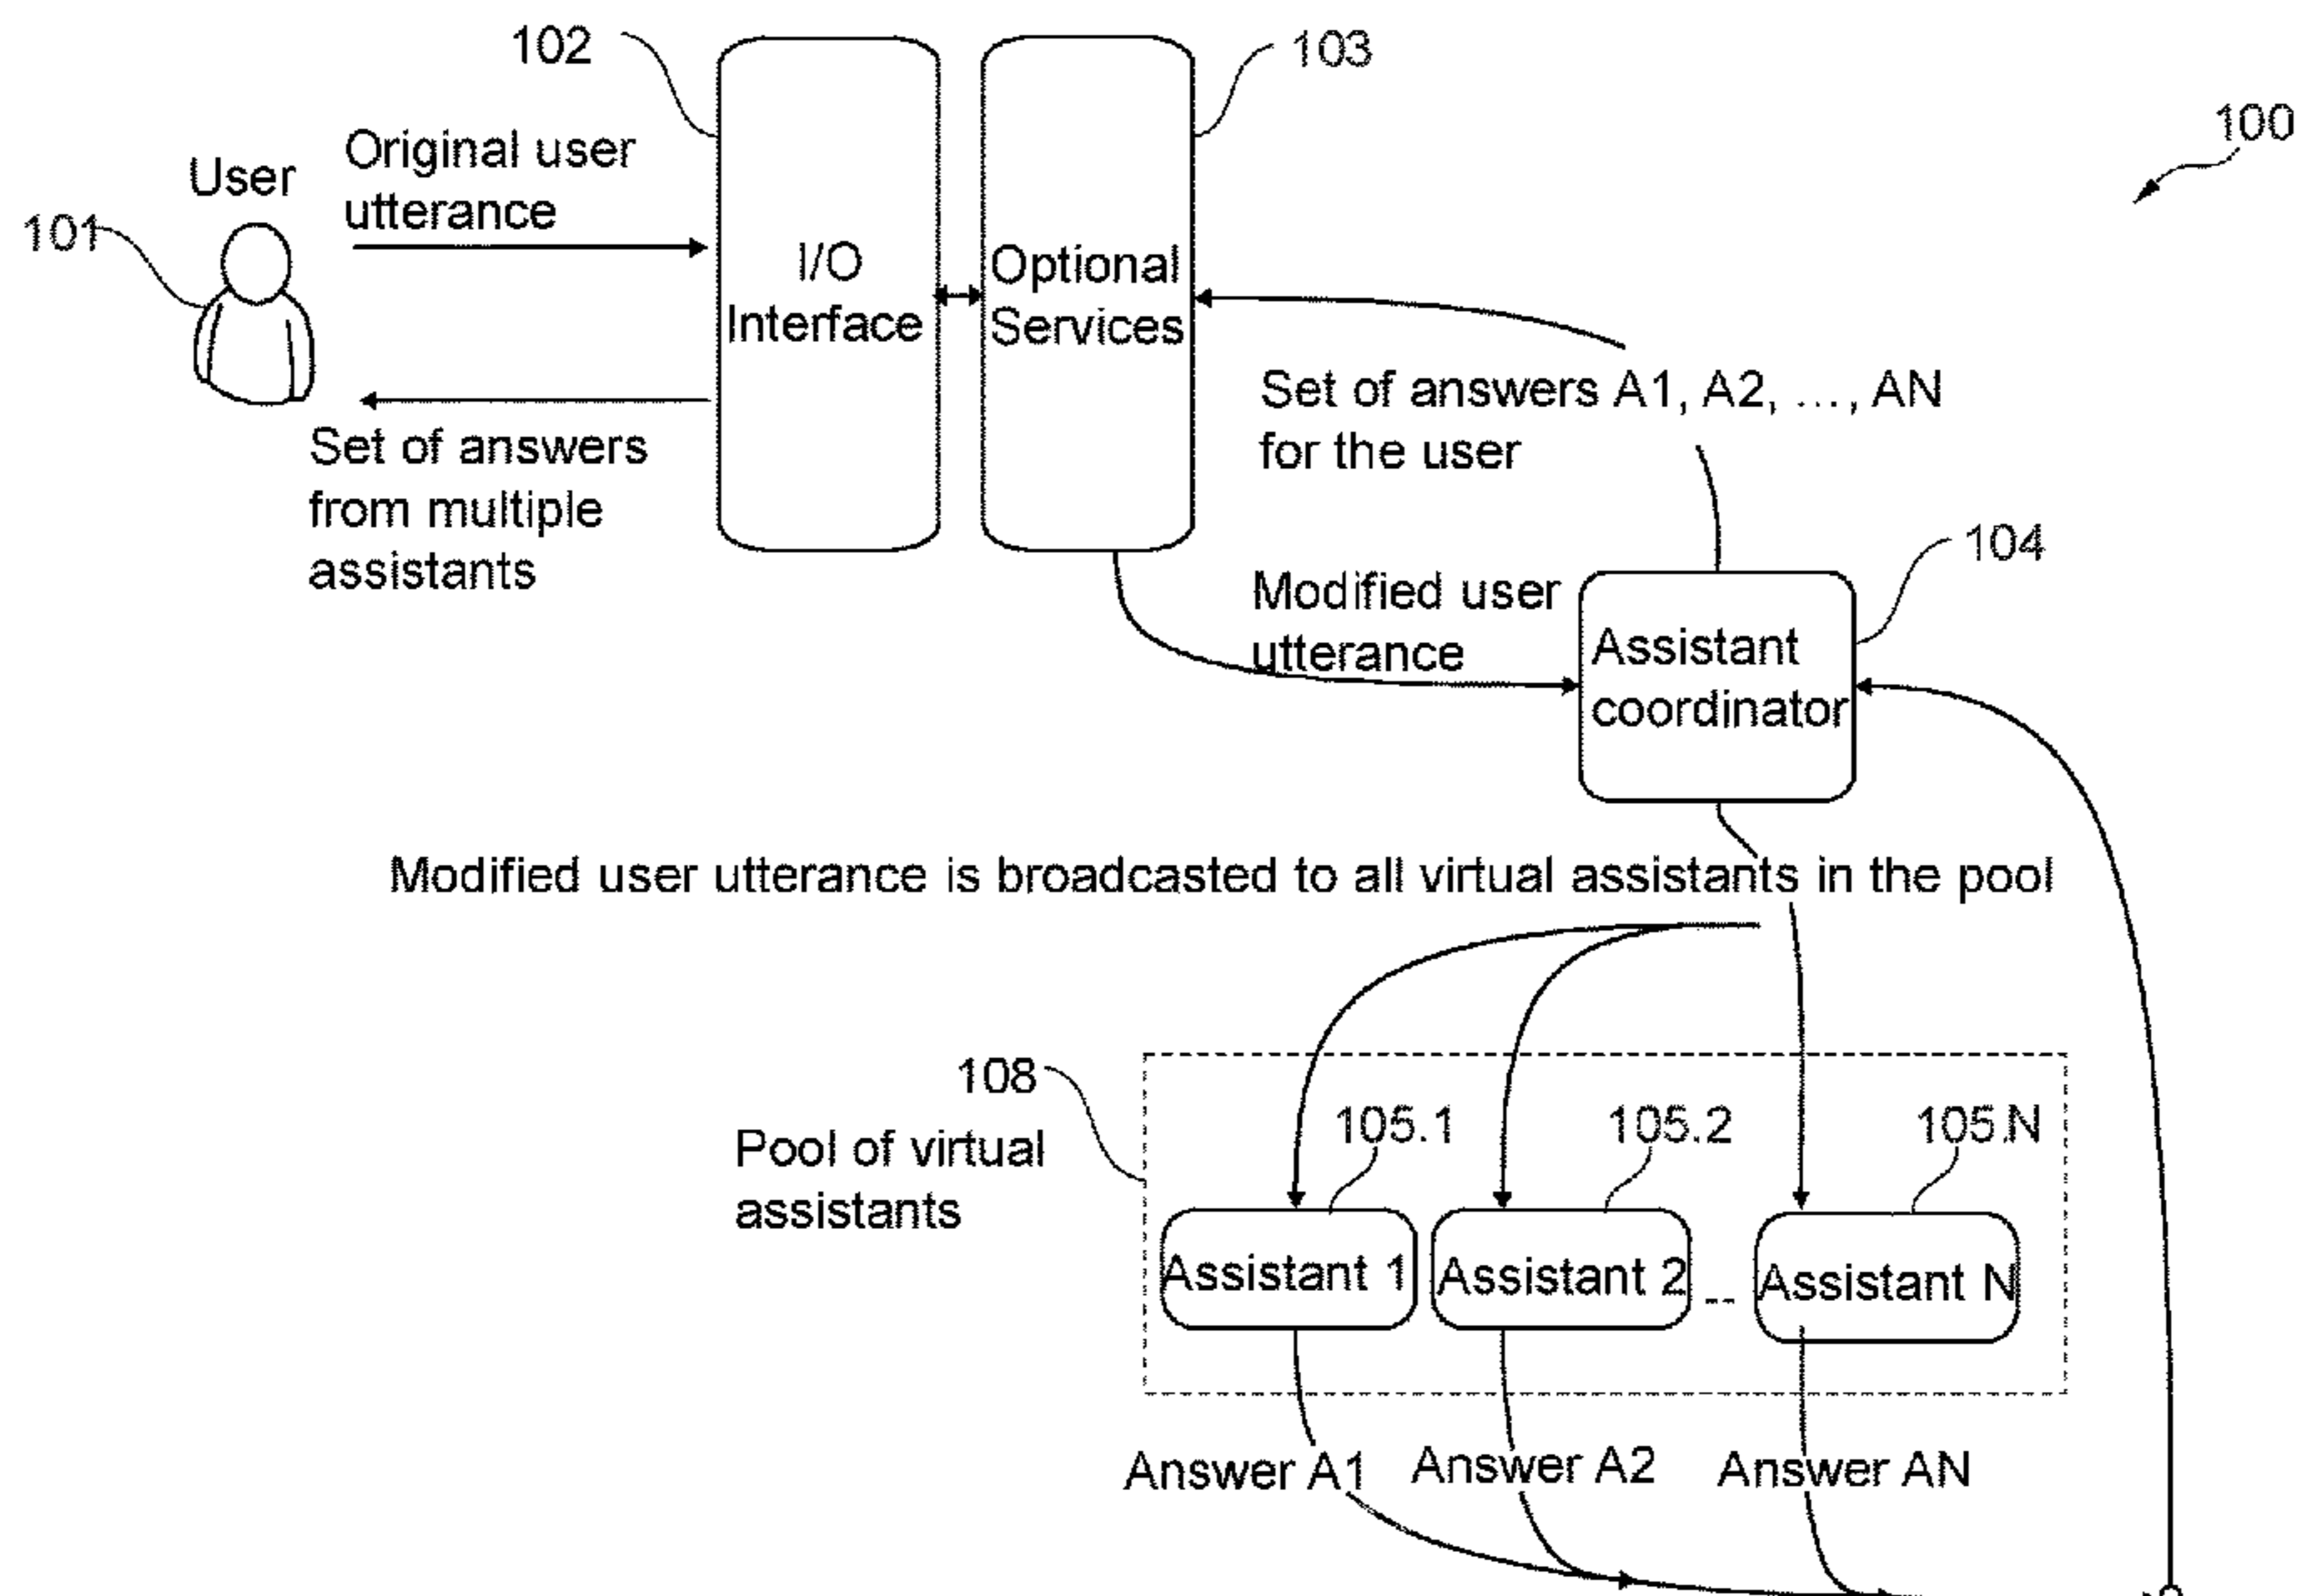 102
103
100
User
Original user
utterance
101
I/O
Interface
Optional
Services
Set of answers
from multiple
assistants
Set of answers A1, A2, ..., AN
for the user
104
Modified user
utterance
Assistant
coordinator
Modified user utterance is broadcasted to all virtual assistants in the pool
108
Pool of virtual
assistants
105.1
105.2
105.N
Assistant 1
Assistant 2
--
Assistant N
Answer A1
Answer A2
Answer AN